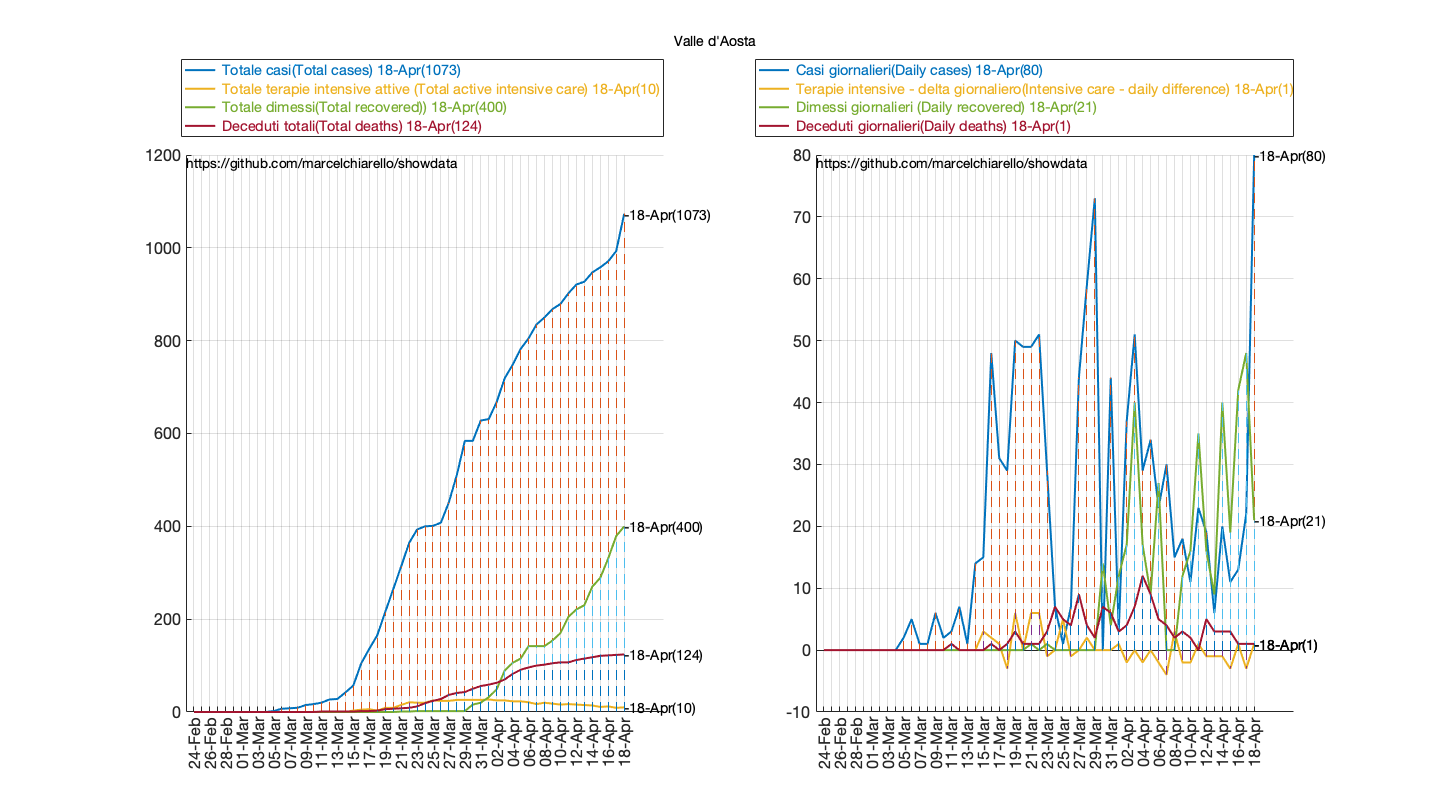 Valle d'Aosta
Totale casi(Total cases) 18-Apr(1073)
Totale terapie intensive attive (Total active intensive care) 18-Apr(10)
Totale dimessi(Total recovered)) 18-Apr(400)
Deceduti totali(Total deaths) 18-Apr(124)
1200
1000
800
600
400
200
0
https://github.com/marcelchiarello/showdata
18-Apr(1073)
18-Apr(400)
18-Apr(124)
18-Apr(10)
24-Feb
26-Feb
28-Feb
01-Mar
03-Mar
05-Mar
07-Mar
09-Mar
11-Mar
13-Mar
15-Mar
17-Mar
19-Mar
21-Mar
23-Mar
25-Mar
27-Mar
29-Mar
31-Mar
02-Apr
04-Apr
06-Apr
08-Apr
10-Apr
12-Apr
14-Apr
16-Apr
18-Apr
Casi giornalieri(Daily cases) 18-Apr(80)
Terapie intensive - delta giornaliero(Intensive care - daily difference) 18-Apr(1)
Dimessi giornalieri (Daily recovered) 18-Apr(21)
Deceduti giornalieri(Daily deaths) 18-Apr(1)
80
70
60
50
40
30
20
10
0
-10
https://github.com/marcelchiarello/showdata
18-Apr(80)
18-Apr(21)
18-Apr(1)
24-Feb
26-Feb
28-Feb
01-Mar
03-Mar
05-Mar
07-Mar
09-Mar
11-Mar
13-Mar
15-Mar
17-Mar
19-Mar
21-Mar
23-Mar
25-Mar
27-Mar
29-Mar
31-Mar
02-Apr
04-Apr
06-Apr
08-Apr
10-Apr
12-Apr
14-Apr
16-Apr
18-Apr